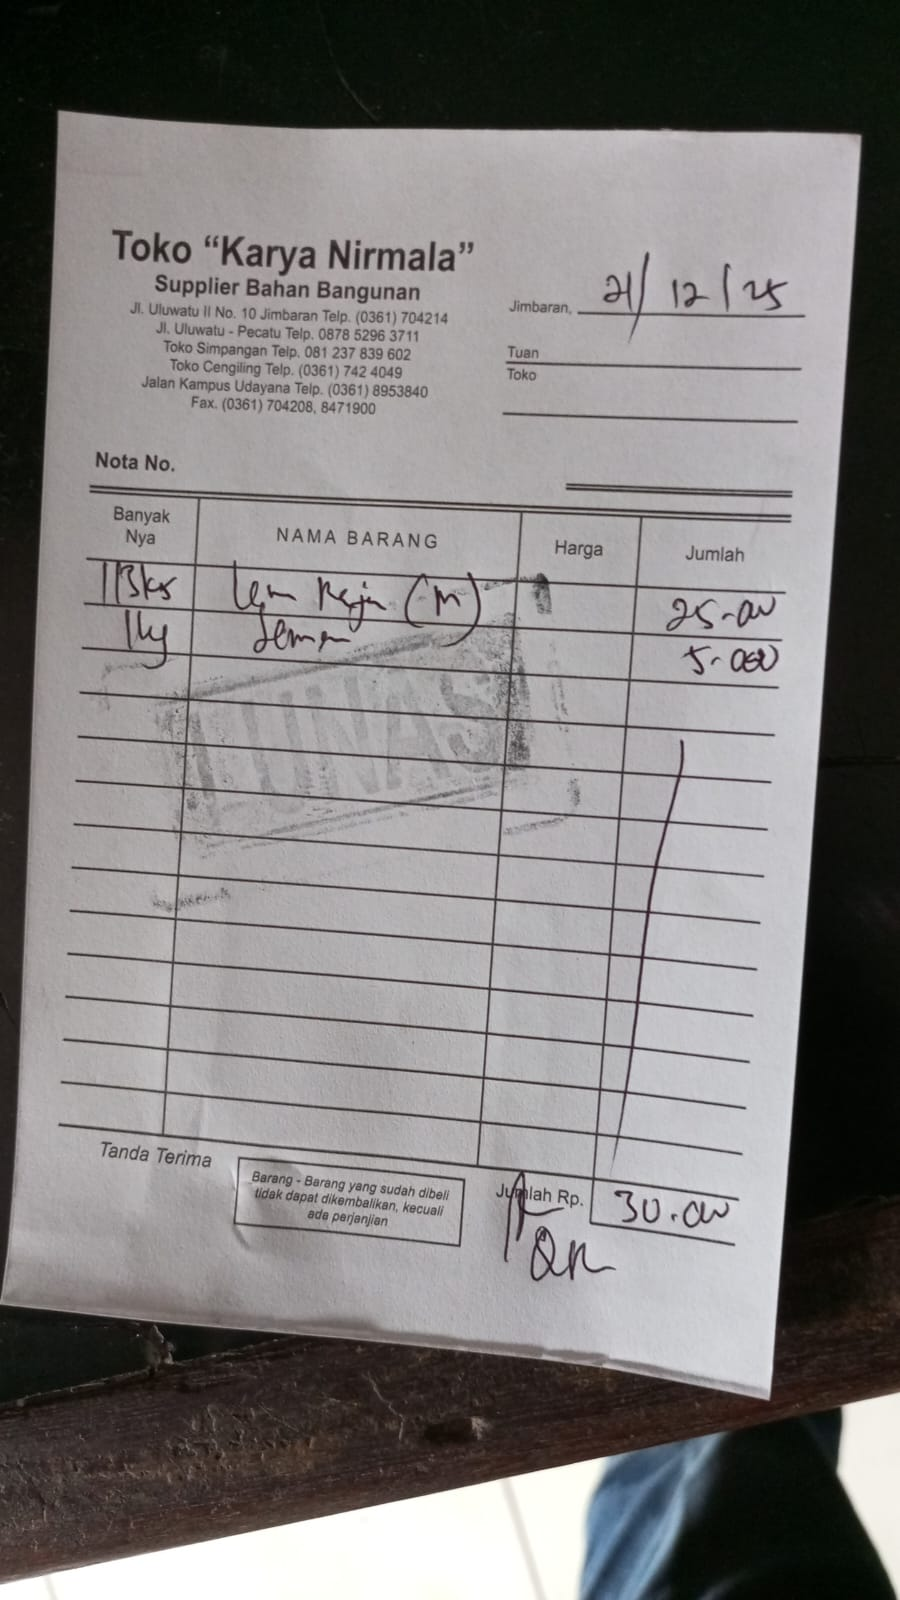 Toko “Karya Nirmala”
Supplier Bahan Bangunan
Jl. Uluwatu II No. 10 Jimbaran Telp. (0361) 704214
Jl. Uluwatu - Pecatu Telp. 0878 5296 3711
Toko Simpangan Telp. 081 237 839 602
Toko Cengiling Telp. (0361) 742 4049
Jalan Kampus Udayana Telp. (0361) 8953840
Fax. (0361) 704208, 8471900
Jimbaran, 21/12/25
Tuan
Toko
Nota No.
Banyak Nya NAMA BARANG Harga Jumlah
Lem (M) 25.000
1kg Semen 5.000
LUNAS
Tanda Terima
Barang - Barang yang sudah dibeli
tidak dapat dikembalikan, kecuali
ada perjanjian
Jumlah Rp. 30.000